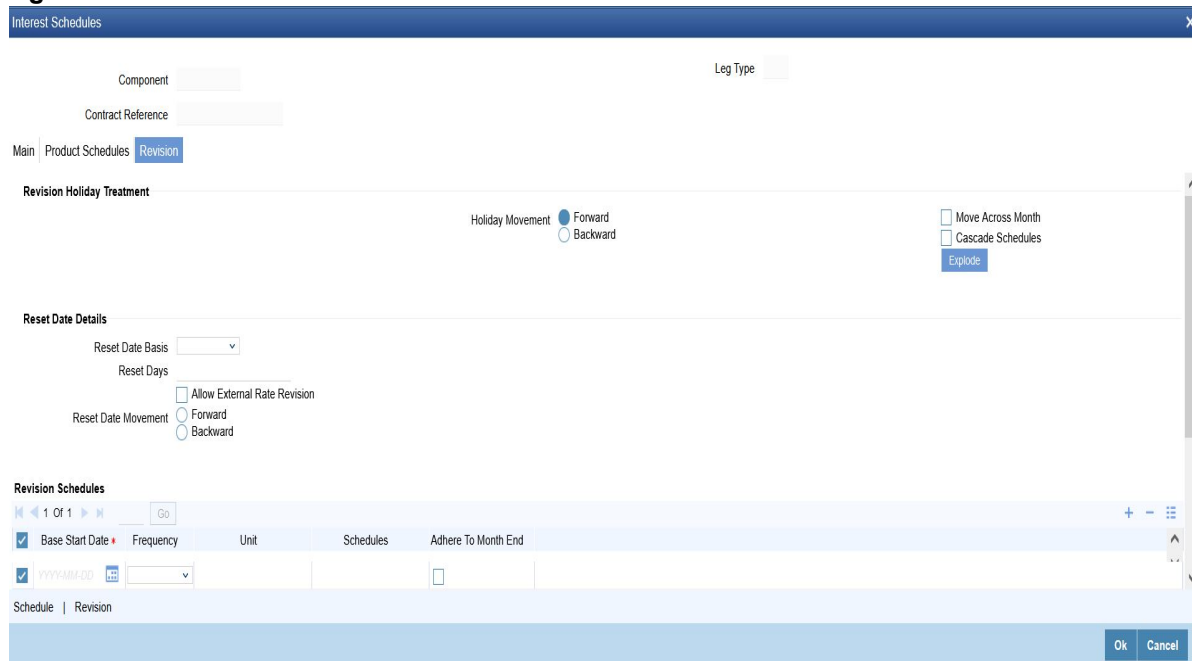 Interest Schedules
Leg Type
Component
Contract Reference
Main Product Schedules Revision
Revision Holiday Treatment
Holiday Movement Forward Move Across Month
Backward Cascade Schedules
Explode
Reset Date Details
Reset Date Basis
Reset Days
Allow External Rate Revision
Reset Date Movement Forward
Backward
Revision Schedules
1 Of 1 Go
Base Start Date * Frequency Unit Schedules Adhere To Month End
YYYY-MM-DD
Schedule | Revision
Ok Cancel